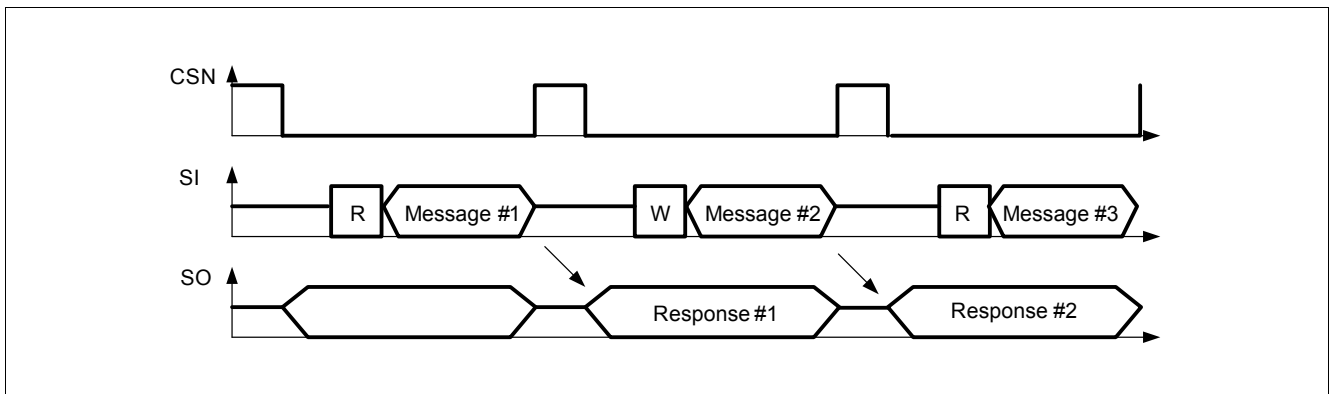 CSN
SI
R Message #1 W Message #2 R Message #3
SO
Response #1 Response #2